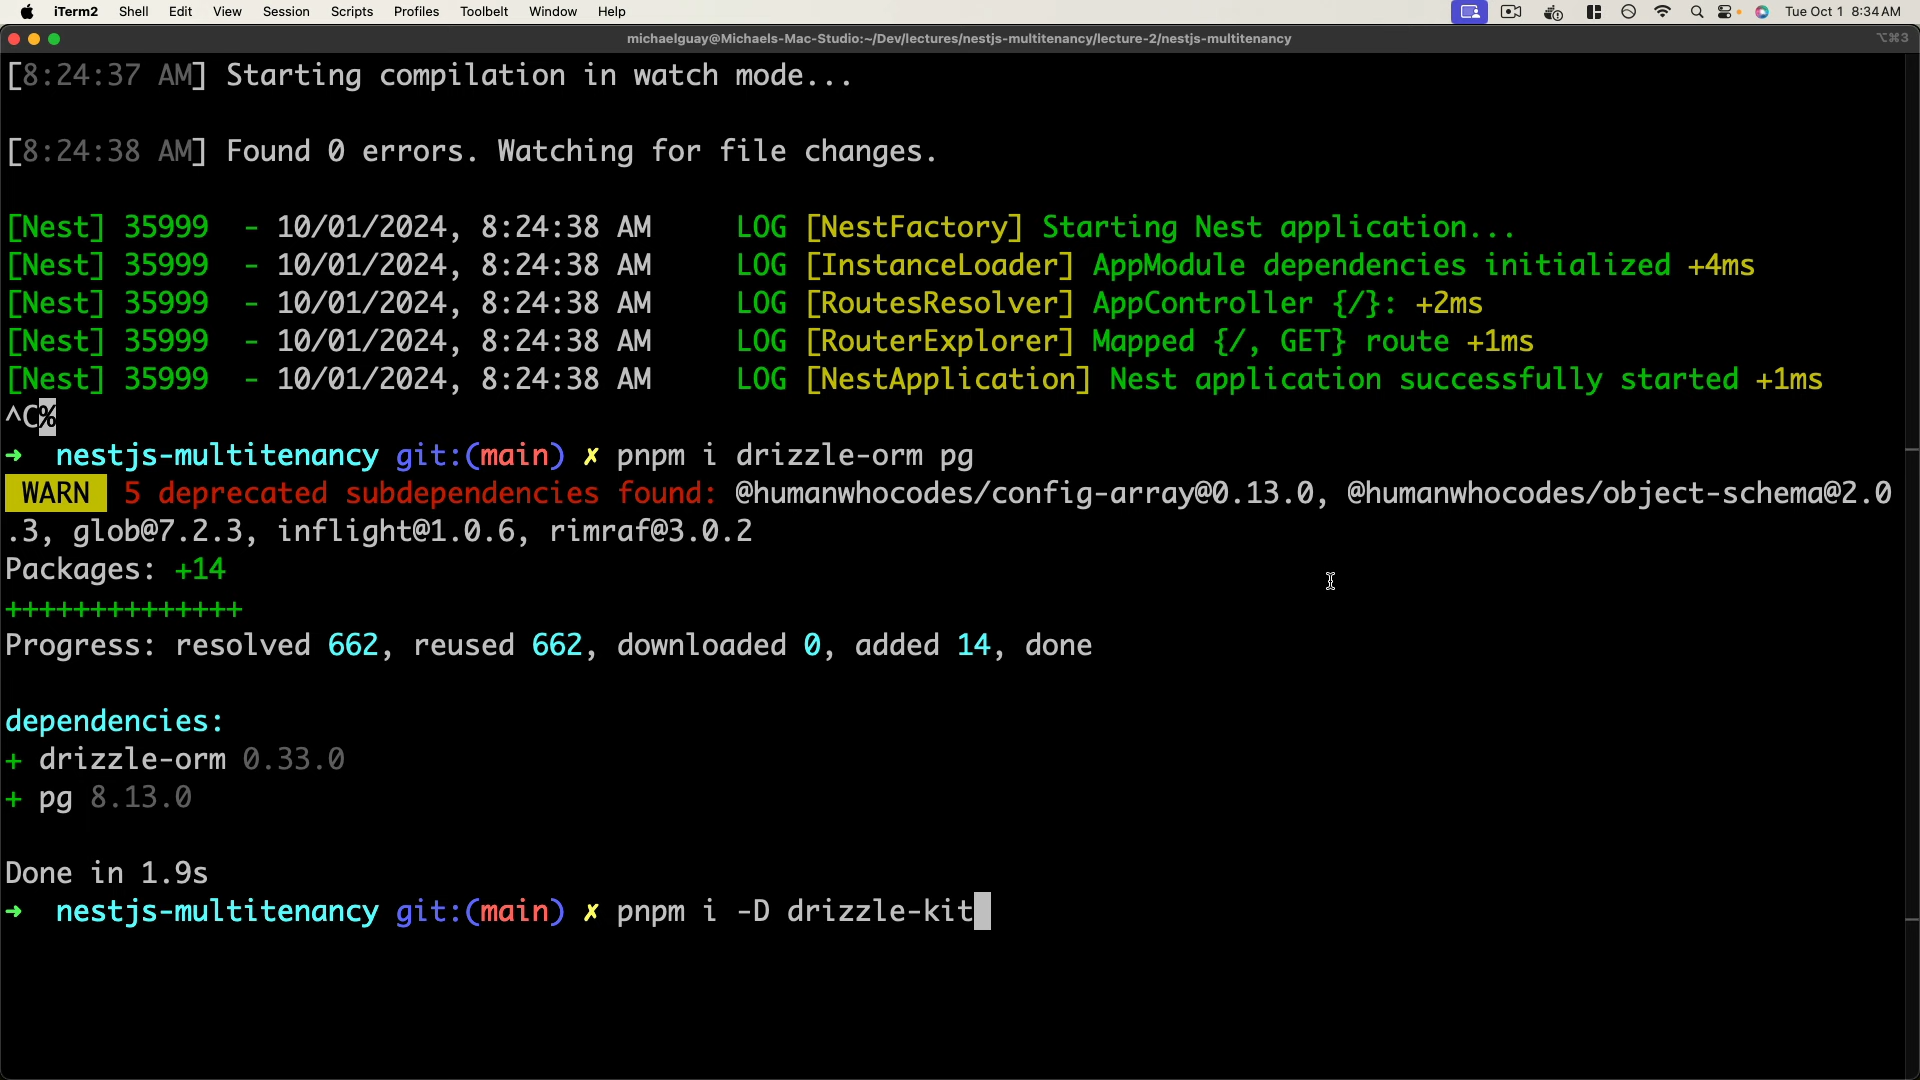 iTerm2 Shell Edit View Session Scripts Profiles Toolbelt Window Help Tue Oct 1 8:34 AM
michaelguay@Michaels-Mac-Studio:~/Dev/lectures/nestjs-multitenancy/lecture-2/nestjs-multitenancy ⌥⌘3
[8:24:37 AM] Starting compilation in watch mode...
[8:24:38 AM] Found 0 errors. Watching for file changes.
[Nest] 35999  - 10/01/2024, 8:24:38 AM     LOG [NestFactory] Starting Nest application...
[Nest] 35999  - 10/01/2024, 8:24:38 AM     LOG [InstanceLoader] AppModule dependencies initialized +4ms
[Nest] 35999  - 10/01/2024, 8:24:38 AM     LOG [RoutesResolver] AppController {/}: +2ms
[Nest] 35999  - 10/01/2024, 8:24:38 AM     LOG [RouterExplorer] Mapped {/, GET} route +1ms
[Nest] 35999  - 10/01/2024, 8:24:38 AM     LOG [NestApplication] Nest application successfully started +1ms
^C%
➜  nestjs-multitenancy git:(main) ✗ pnpm i drizzle-orm pg
WARN  5 deprecated subdependencies found: @humanwhocodes/config-array@0.13.0, @humanwhocodes/object-schema@2.0
.3, glob@7.2.3, inflight@1.0.6, rimraf@3.0.2
Packages: +14
++++++++++++++
Progress: resolved 662, reused 662, downloaded 0, added 14, done
dependencies:
+ drizzle-orm 0.33.0
+ pg 8.13.0
Done in 1.9s
➜  nestjs-multitenancy git:(main) ✗ pnpm i -D drizzle-kit